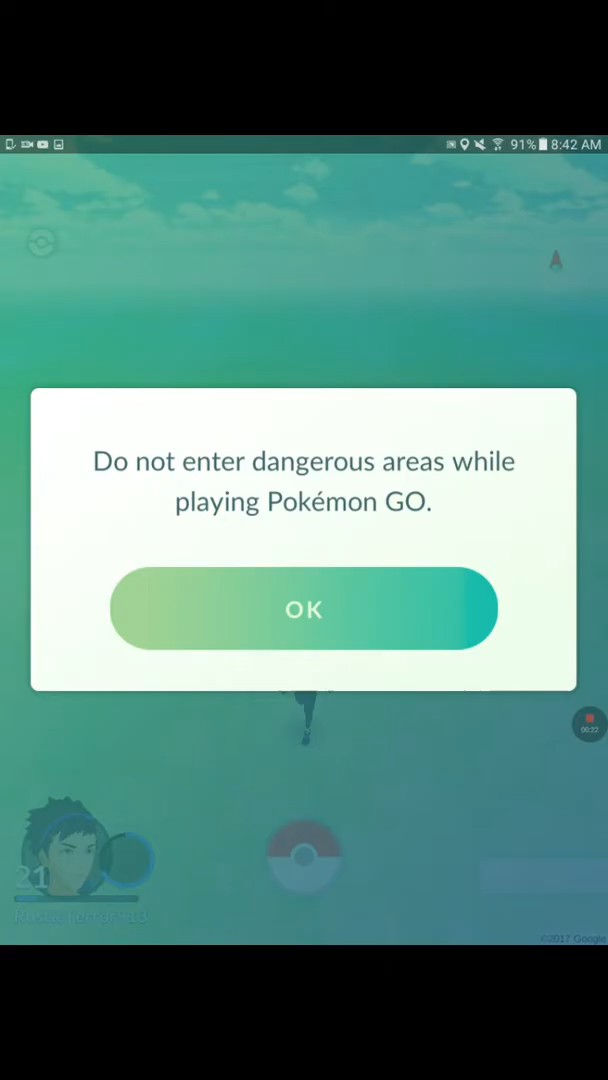 91% 8:42 AM
Do not enter dangerous areas while
playing Pokémon GO.
OK
00:22
21
©2017 Google